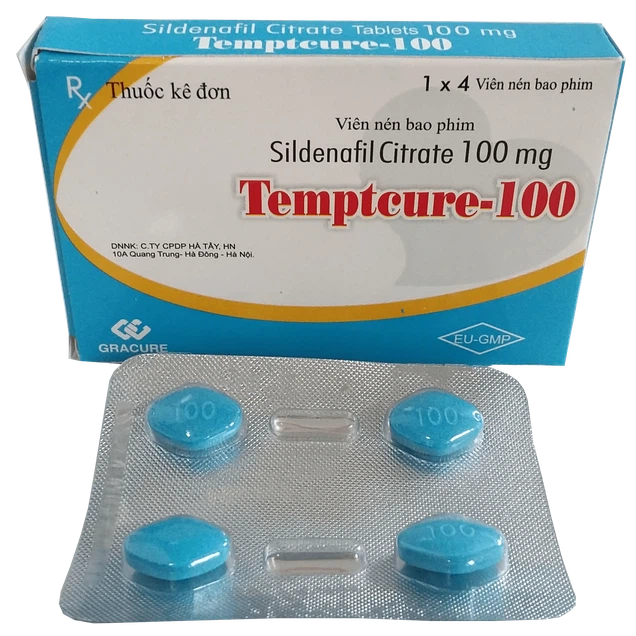 Sildenafil Citrate Tablets 100 mg
Temptcure-100
Rx Thuốc kê đơn
1 x 4 Viên nén bao phim
Viên nén bao phim
Sildenafil Citrate 100 mg
Temptcure-100
DNNK: C.TY CPDP HÀ TÂY, HN
10A Quang Trung- Hà Đông - Hà Nội.
GRACURE
EU-GMP
100
100
100